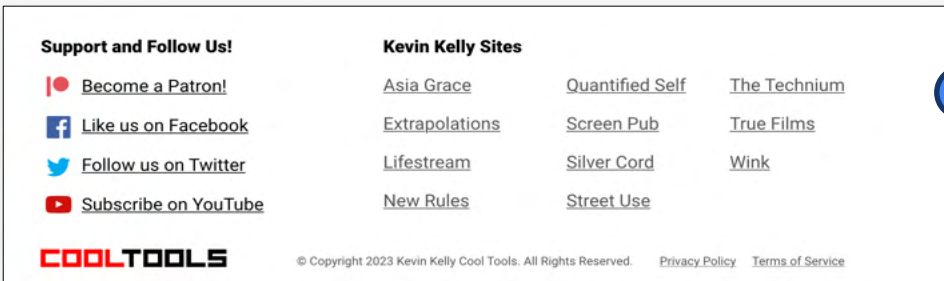 Support and Follow Us!
Become a Patron!
Like us on Facebook
Follow us on Twitter
Subscribe on YouTube
Kevin Kelly Sites
Asia Grace Quantified Self The Technium
Extrapolations Screen Pub True Films
Lifestream Silver Cord Wink
New Rules Street Use
COOLTOOLS © Copyright 2023 Kevin Kelly Cool Tools. All Rights Reserved. Privacy Policy Terms of Service